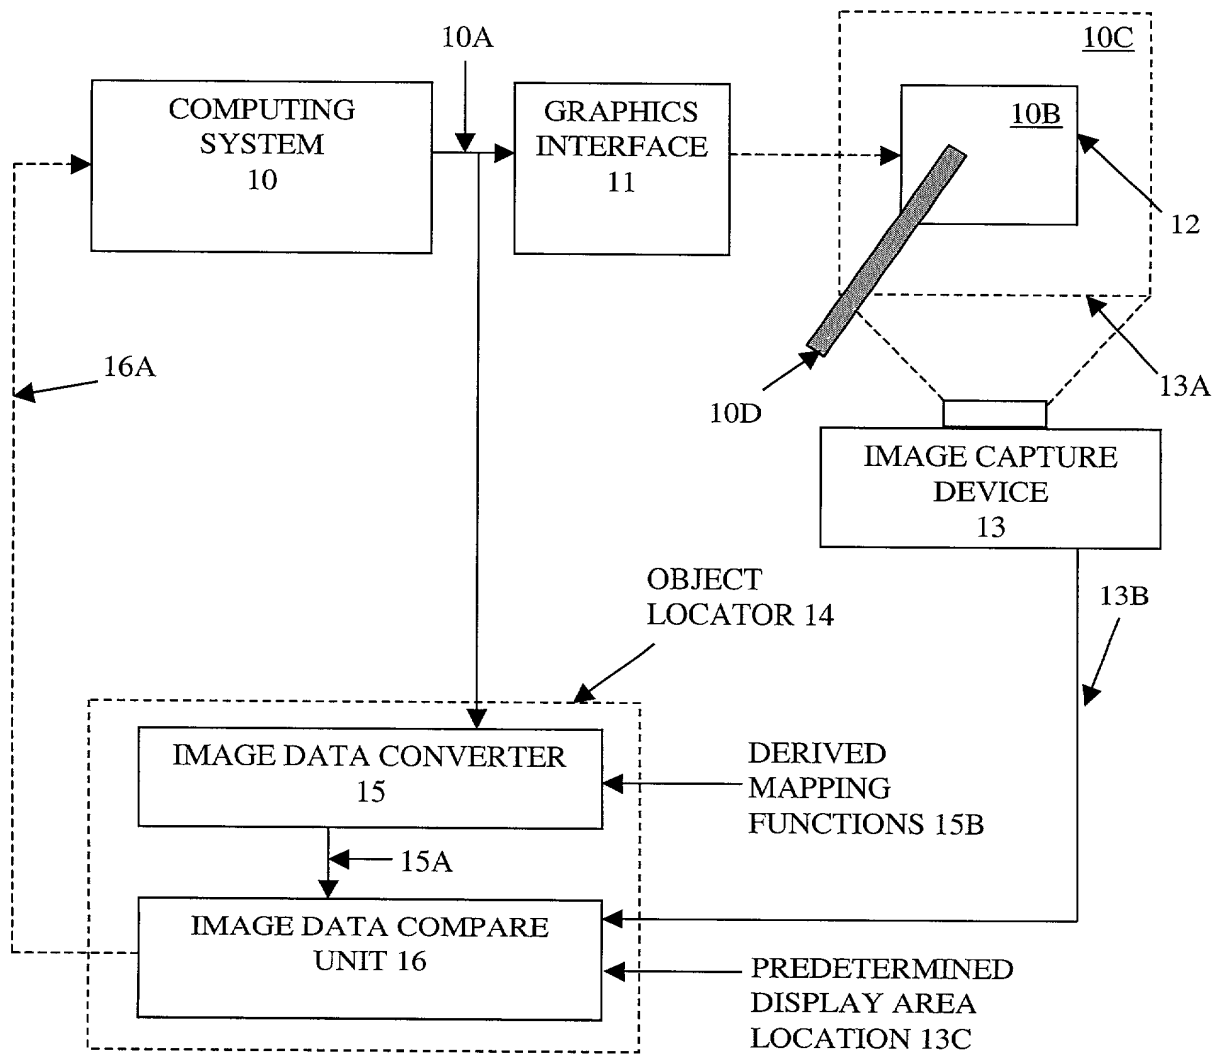 10A
10C
COMPUTING
SYSTEM
10
GRAPHICS
INTERFACE
11
10B
12
16A
10D
13A
IMAGE CAPTURE
DEVICE
13
OBJECT
LOCATOR 14
13B
IMAGE DATA CONVERTER
15
DERIVED
MAPPING
FUNCTIONS 15B
15A
IMAGE DATA COMPARE
UNIT 16
PREDETERMINED
DISPLAY AREA
LOCATION 13C